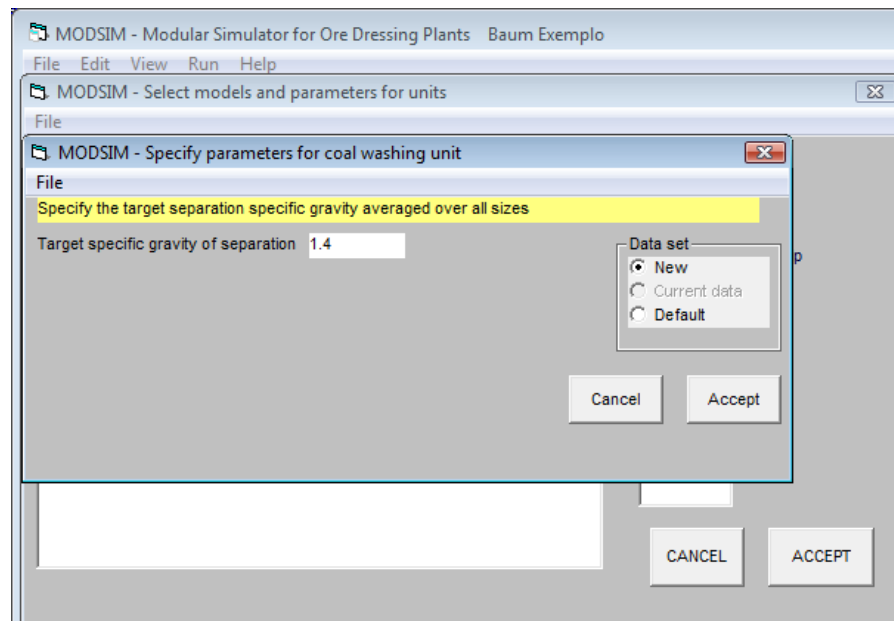 MODSIM - Modular Simulator for Ore Dressing Plants Baum Exemplo
File Edit View Run Help
MODSIM - Select models and parameters for units
File
MODSIM - Specify parameters for coal washing unit
File
Specify the target separation specific gravity averaged over all sizes
Target specific gravity of separation 1.4
Data set
New
Current data
Default
p
Cancel Accept
CANCEL ACCEPT